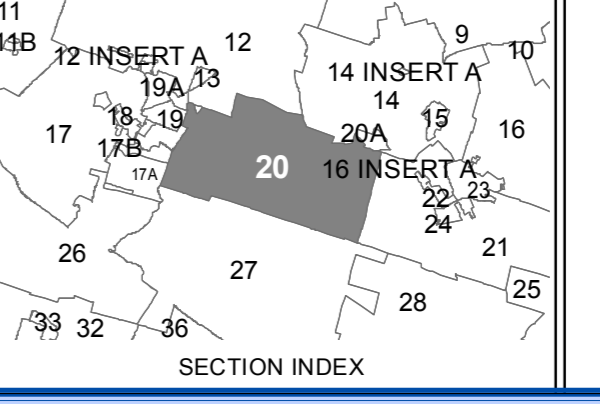 11
9
12
11B
10
12 INSERT A
14 INSERT A
13
19A
14
18
19
15
16
17
20A
17B
20
16 INSERT A
17A
23
22
24
21
26
27
25
28
33
32
36
SECTION INDEX